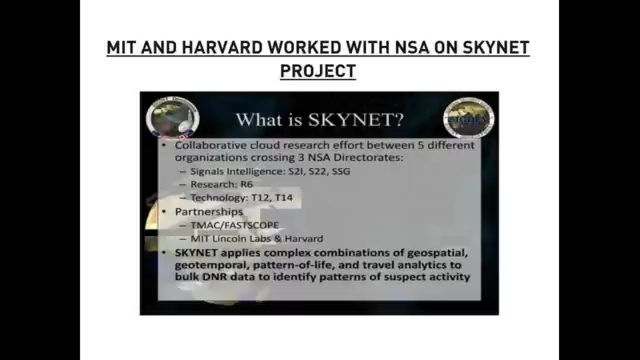 MIT AND HARVARD WORKED WITH NSA ON SKYNET
PROJECT
What is SKYNET?
• Collaborative cloud research effort between 5 different
organizations crossing 3 NSA Directorates:
– Signals Intelligence: S2I, S22, SSG
– Research: R6
– Technology: T12, T14
• Partnerships
– TMAC/FASTSCOPE
– MIT Lincoln Labs & Harvard
• SKYNET applies complex combinations of geospatial,
geotemporal, pattern-of-life, and travel analytics to
bulk DNR data to identify patterns of suspect activity